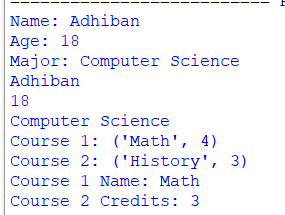 Name: Adhiban
Age: 18
Major: Computer Science
Adhiban
18
Computer Science
Course 1: ('Math', 4)
Course 2: ('History', 3)
Course 1 Name: Math
Course 2 Credits: 3